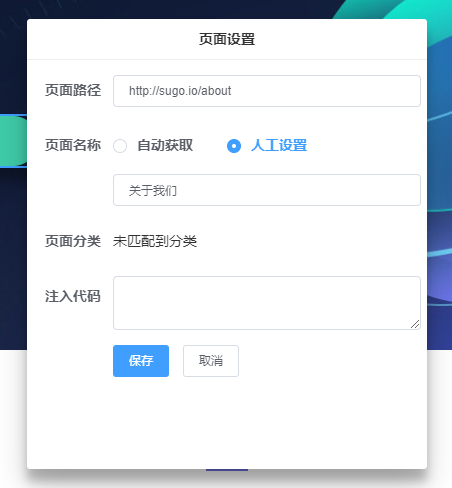 页面设置
页面路径 http://sugo.io/about
页面名称 自动获取 人工设置
关于我们
页面分类 未匹配到分类
注入代码
保存 取消